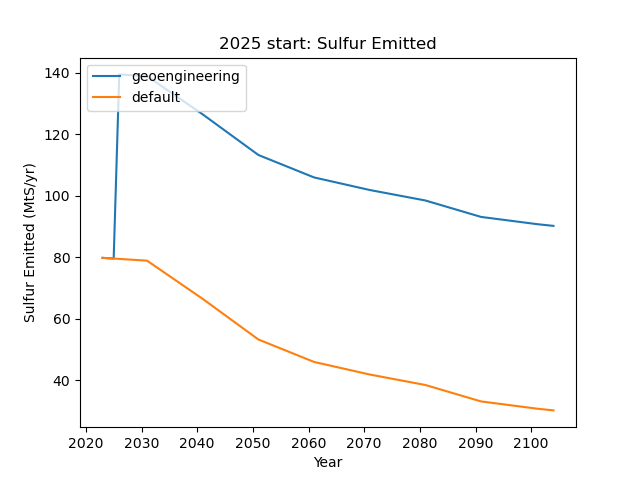 2025 start: Sulfur Emitted
geoengineering
default
Sulfur Emitted (MtS/yr)
140
120
100
80
60
40
2020 2030 2040 2050 2060 2070 2080 2090 2100
Year